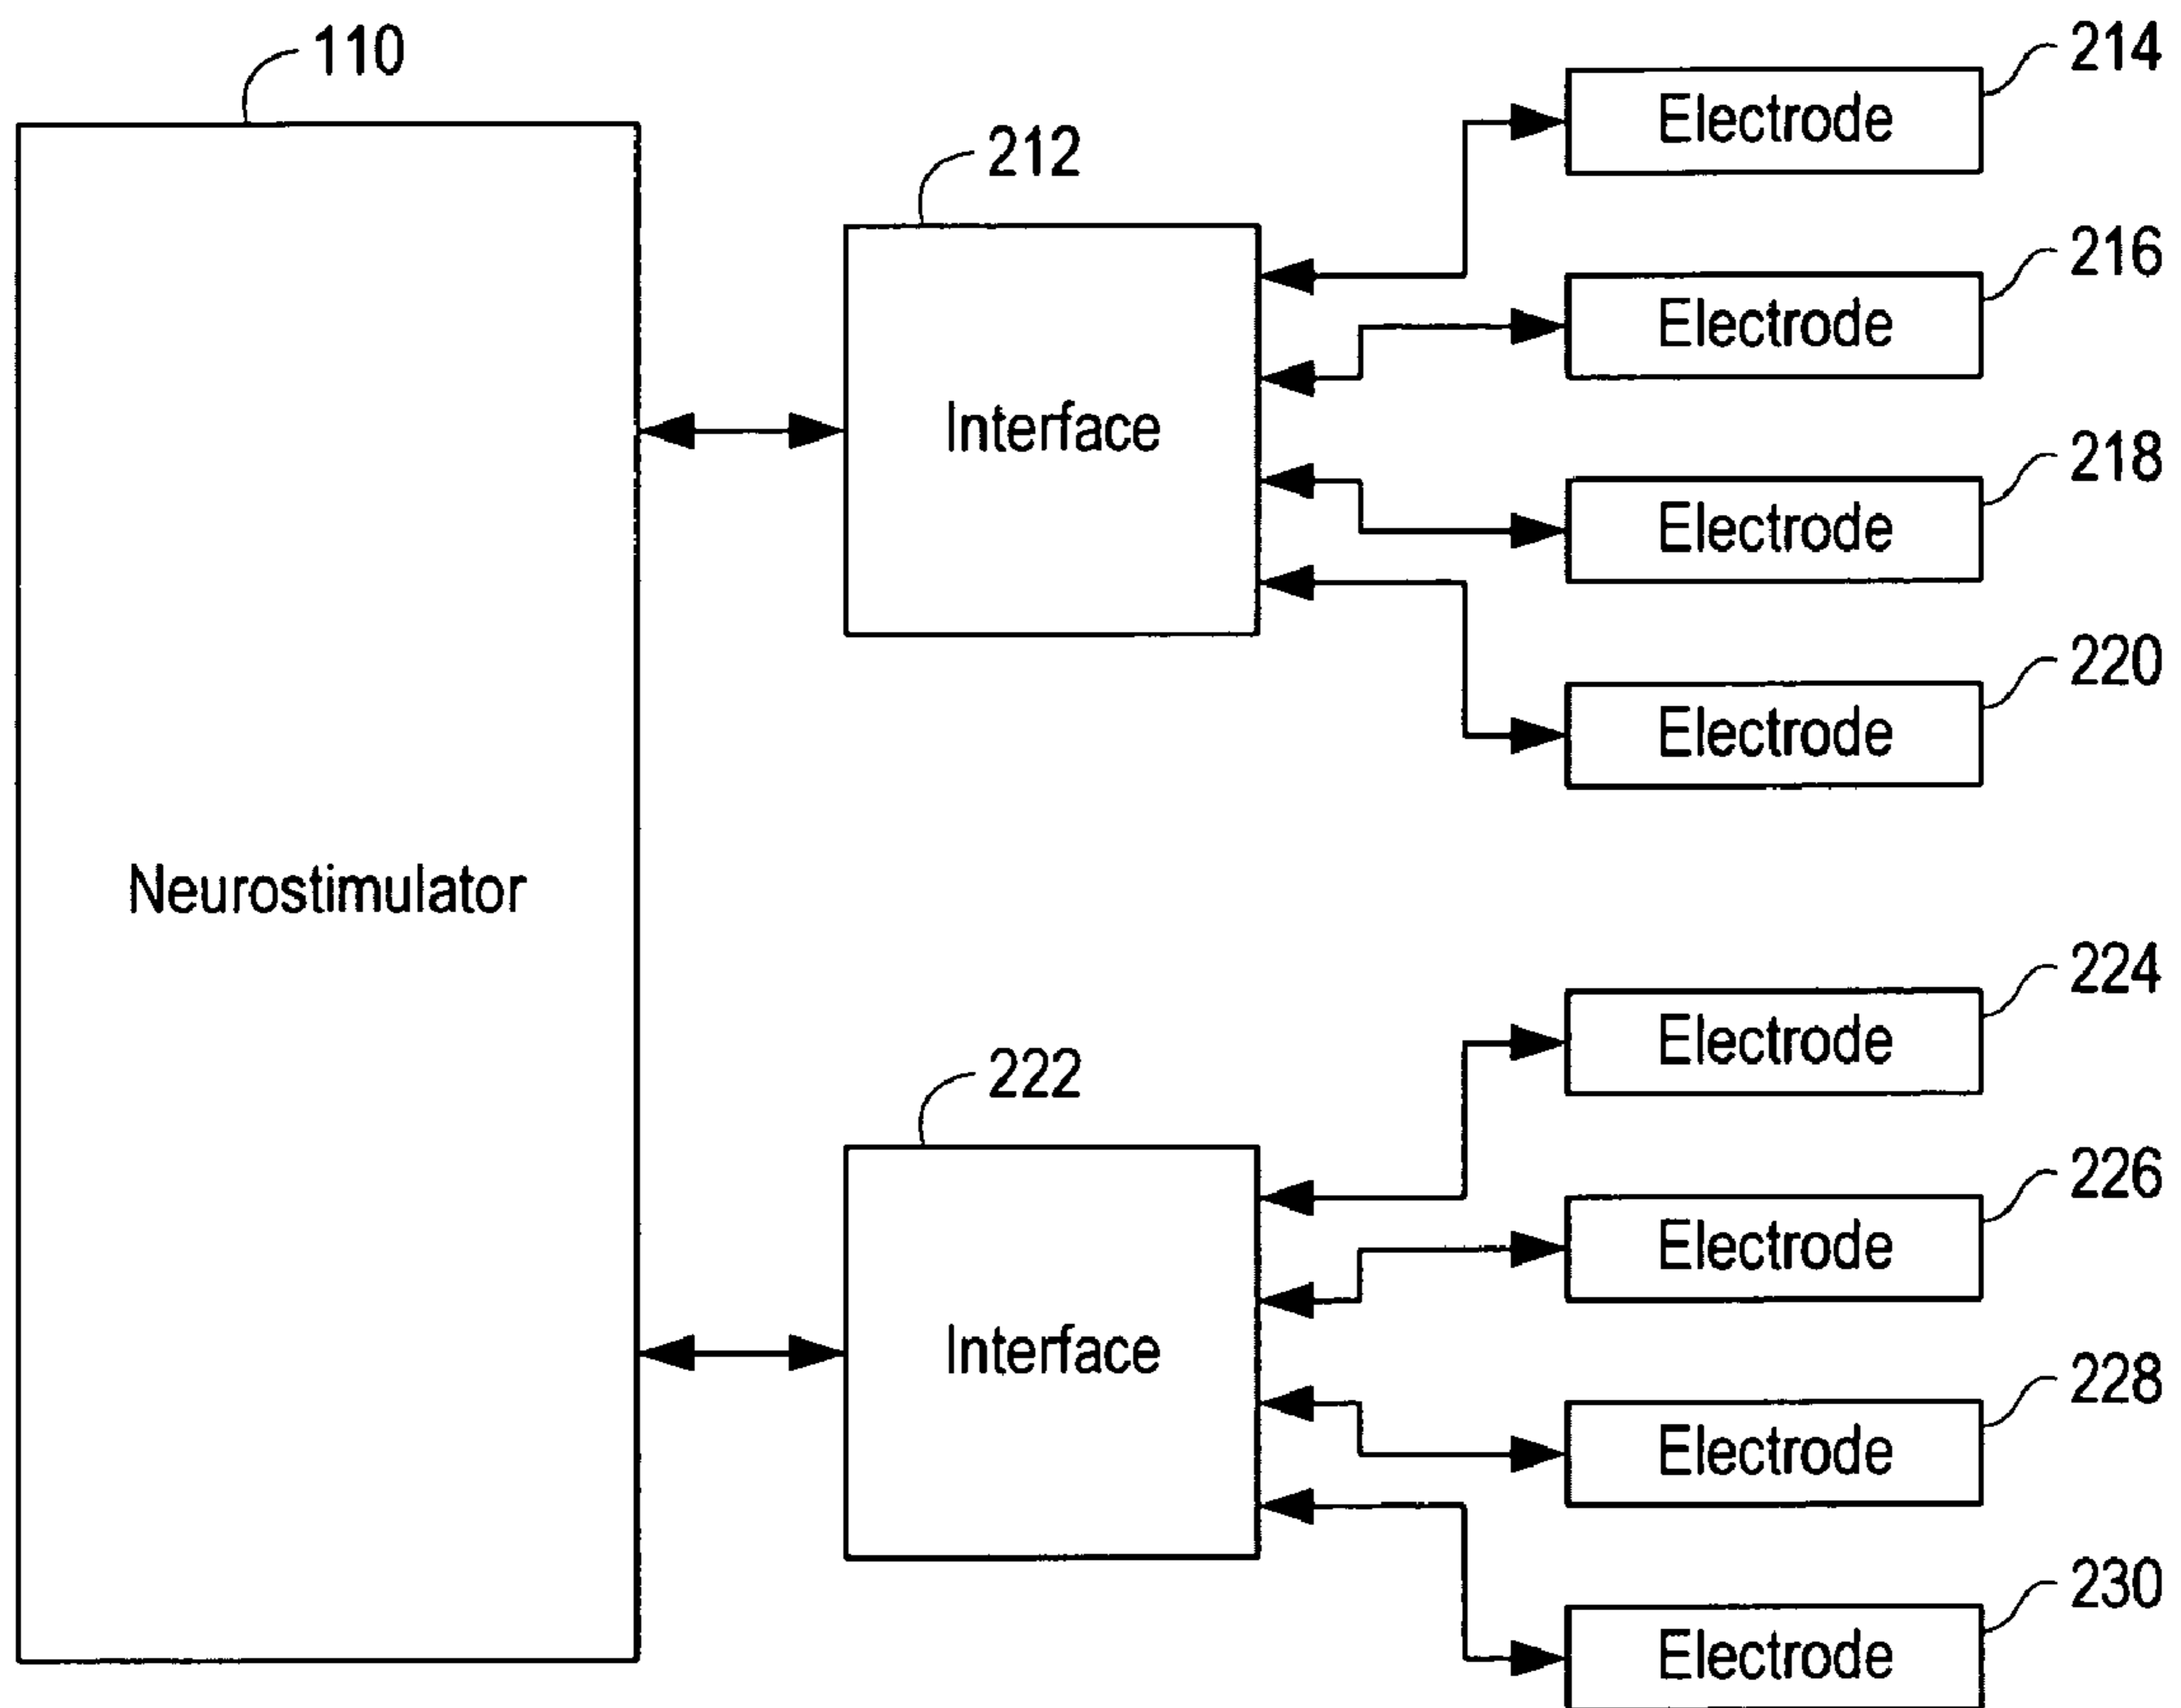 110
214
Electrode
212
216
Electrode
218
Interface
Electrode
220
Electrode
Neurostimulator
224
Electrode
222
226
Electrode
228
Interface
Electrode
230
Electrode